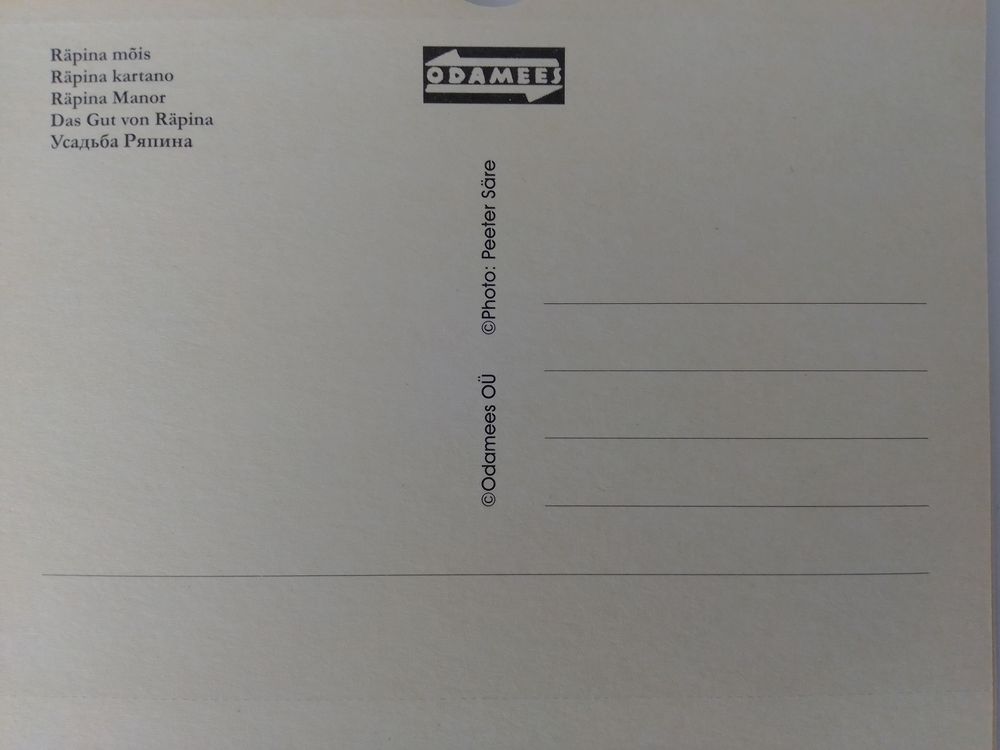 Räpina mõis
Räpina kartano
Räpina Manor
Das Gut von Räpina
Усадьба Ряпина
ODAMEES
©Photo: Peeter Säre
©Odamees OÜ